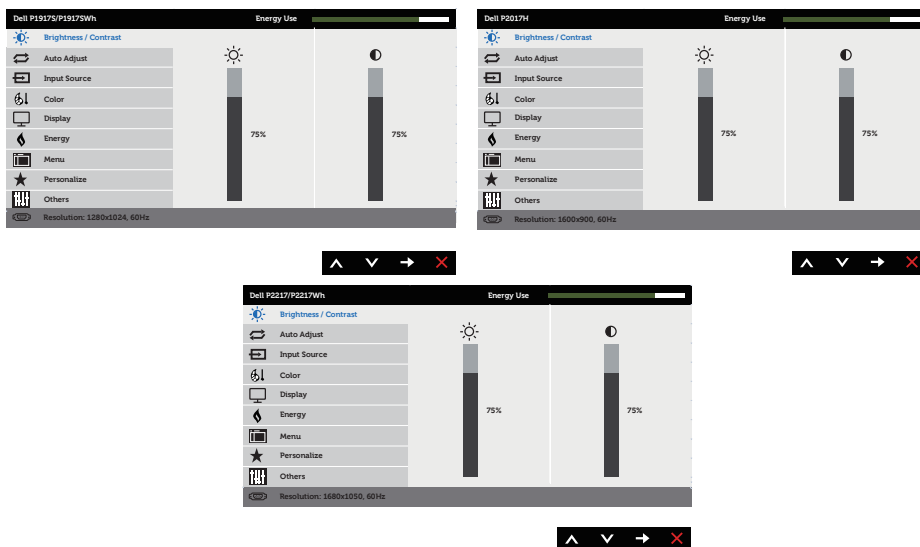 Dell P1917S/P1917SWh Energy Use
Brightness / Contrast
Auto Adjust
Input Source
Color
Display
Energy
Menu
Personalize
Others
75% 75%
Resolution: 1280x1024, 60Hz
Dell P2017H Energy Use
Brightness / Contrast
Auto Adjust
Input Source
Color
Display
Energy
Menu
Personalize
Others
75% 75%
Resolution: 1600x900, 60Hz
Dell P2217/P2217Wh Energy Use
Brightness / Contrast
Auto Adjust
Input Source
Color
Display
Energy
Menu
Personalize
Others
75% 75%
Resolution: 1680x1050, 60Hz